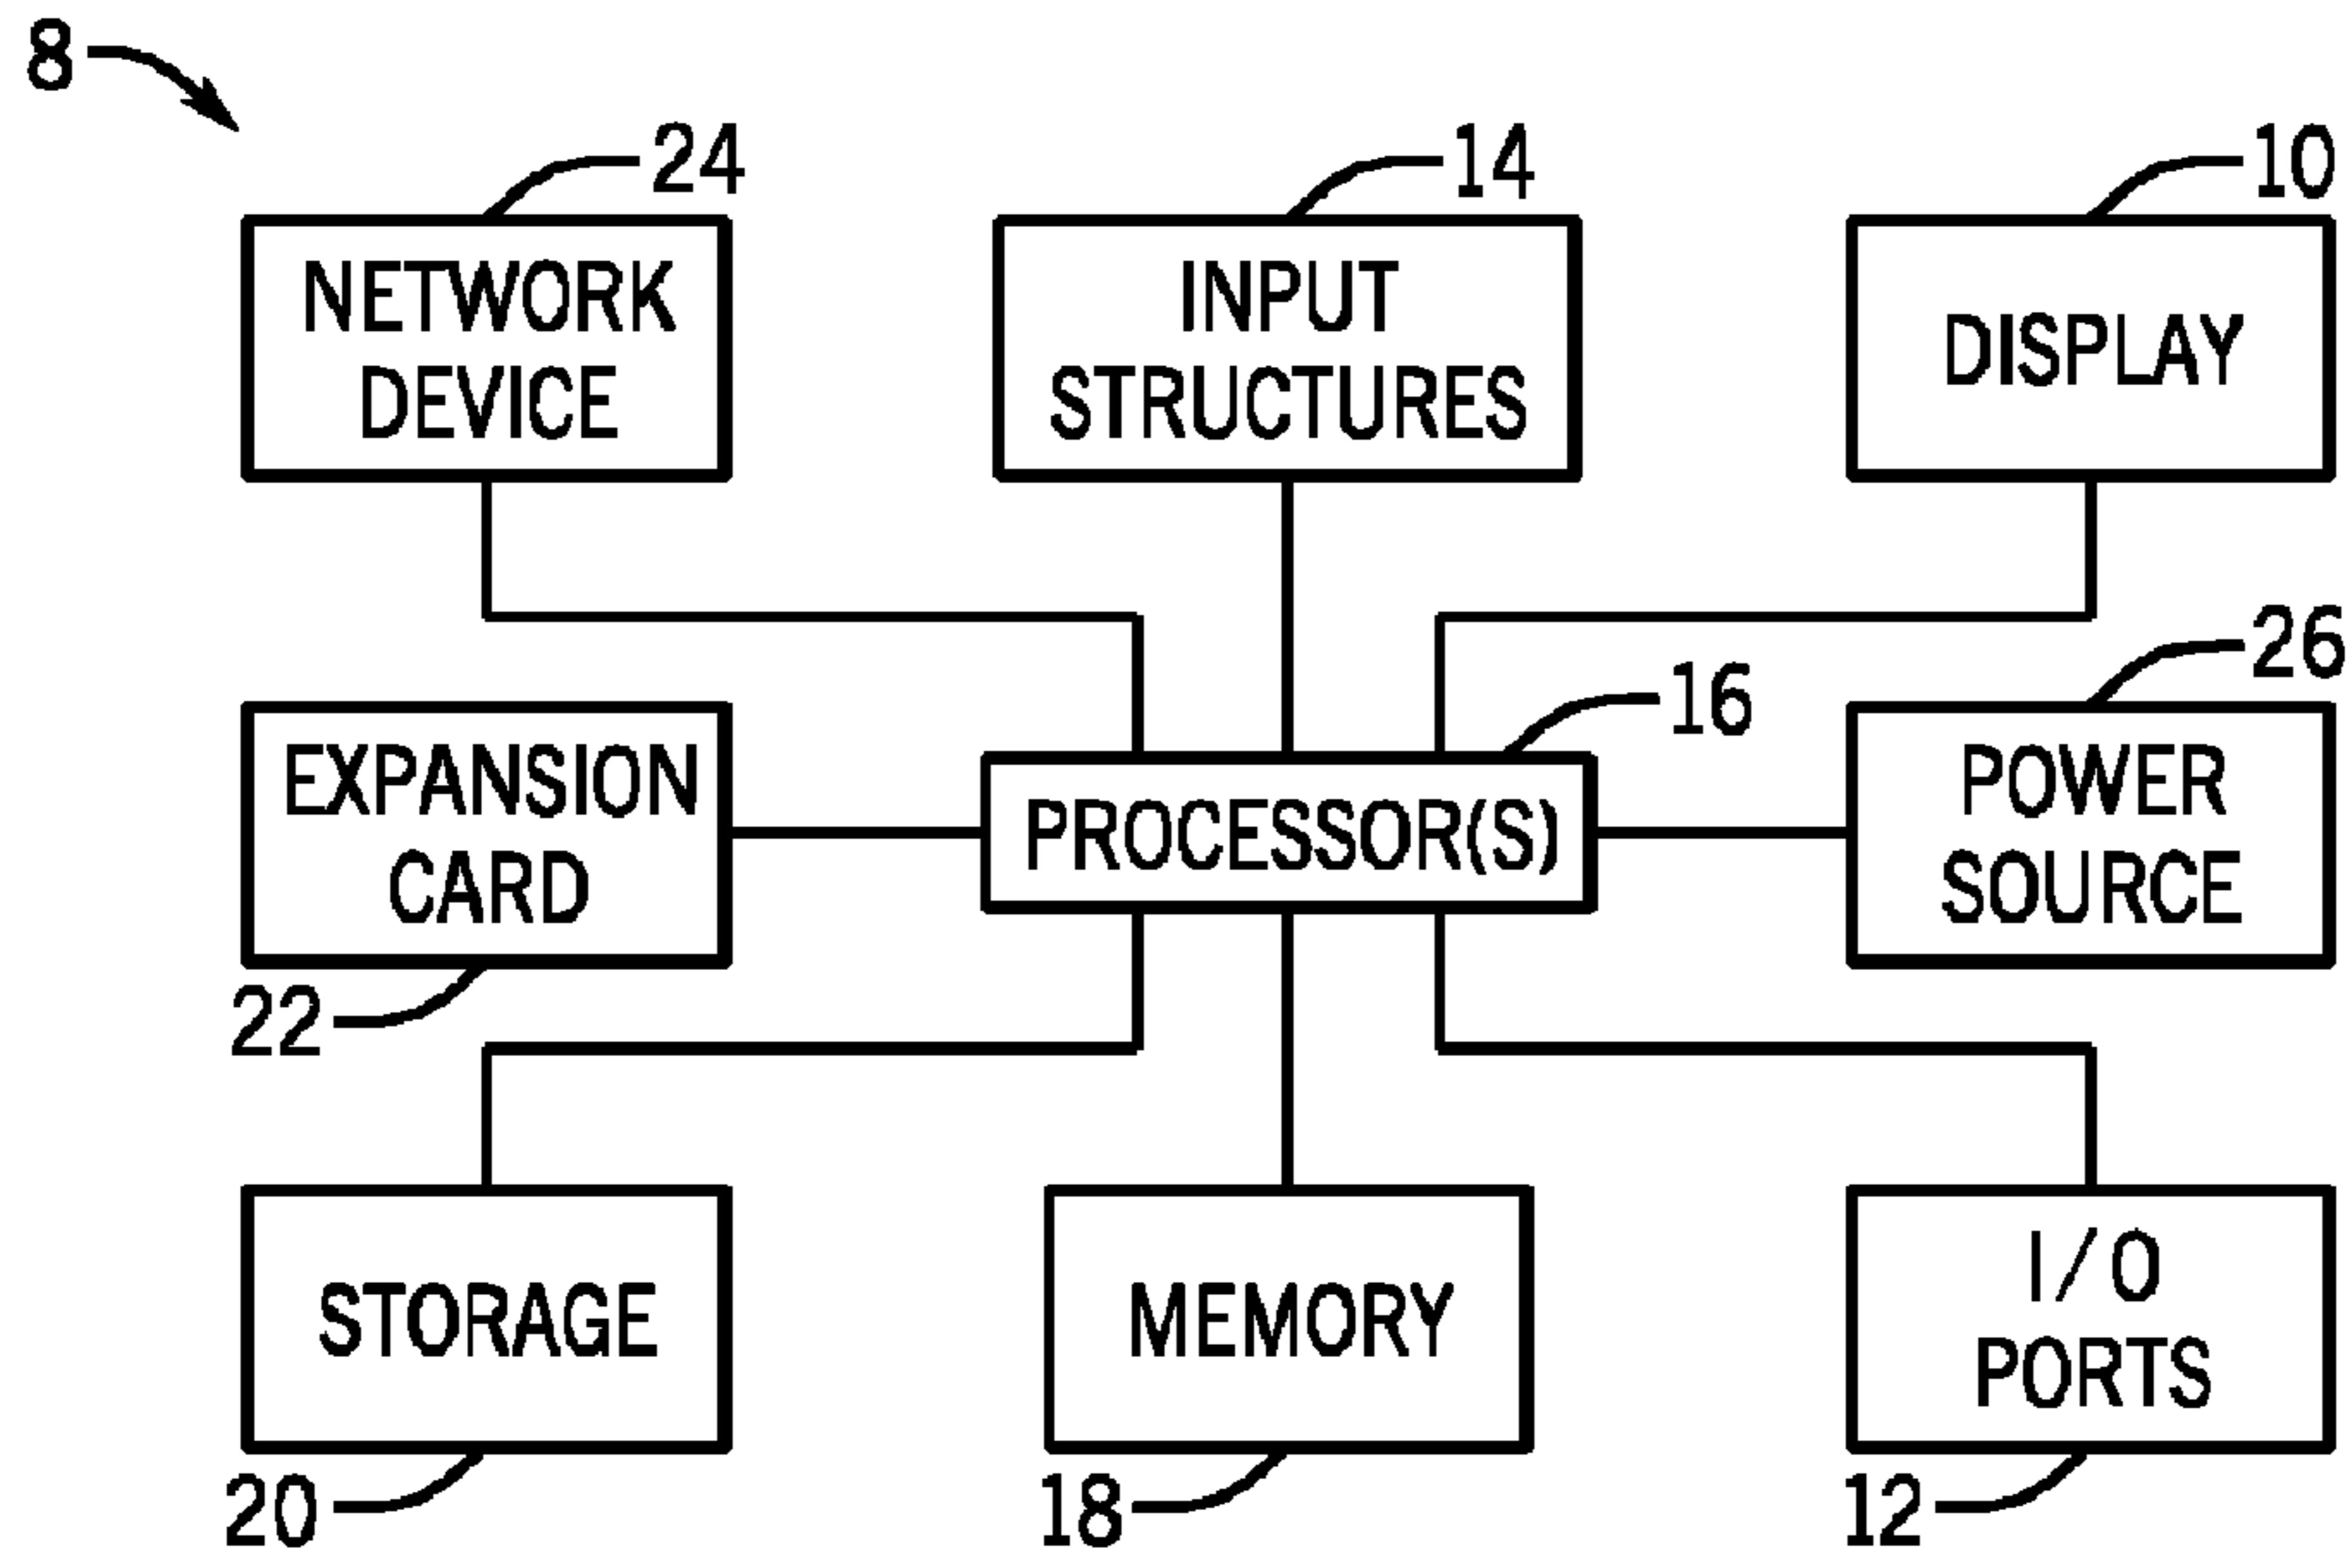 8
24
14
10
NETWORK
DEVICE
INPUT
STRUCTURES
DISPLAY
26
16
EXPANSION
CARD
PROCESSOR(S)
POWER
SOURCE
22
STORAGE
MEMORY
I/O
PORTS
20
18
12